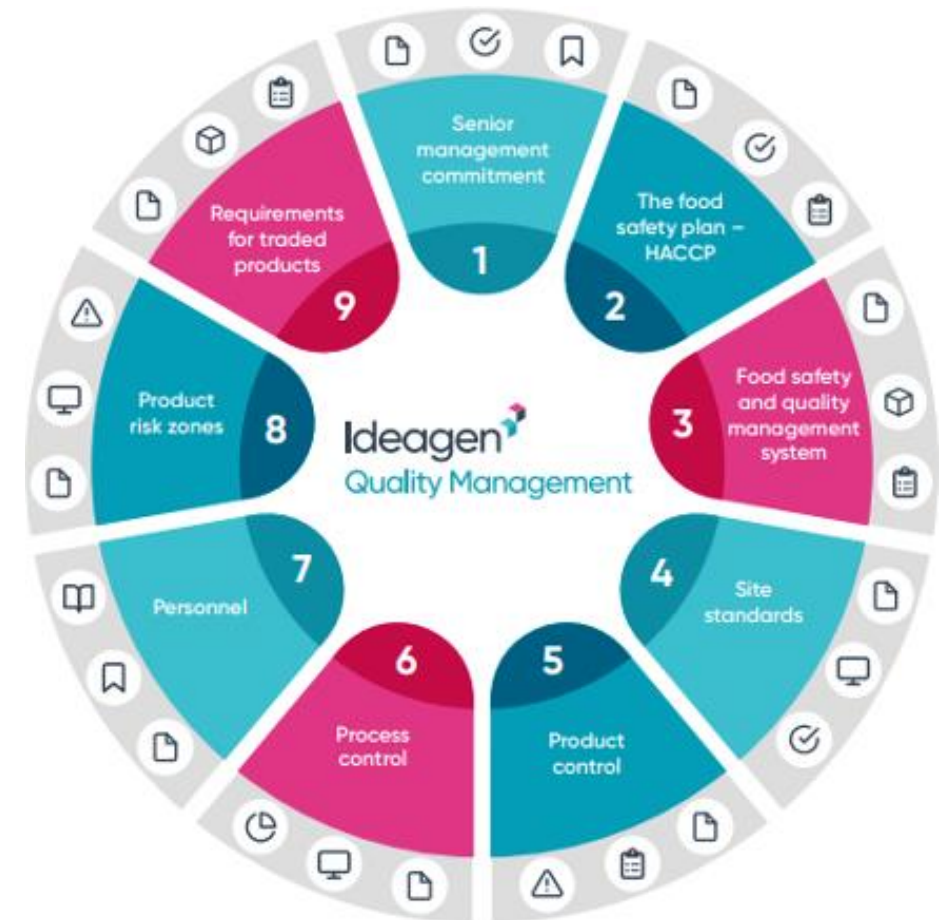 Senior
management
commitment
1
The food
safety plan –
HACCP
2
Food safety
and quality
management
system
3
Site
standards
4
Product
control
5
Process
control
6
Personnel
7
Product
risk zones
8
Requirements
for traded
products
9
Ideagen
Quality Management